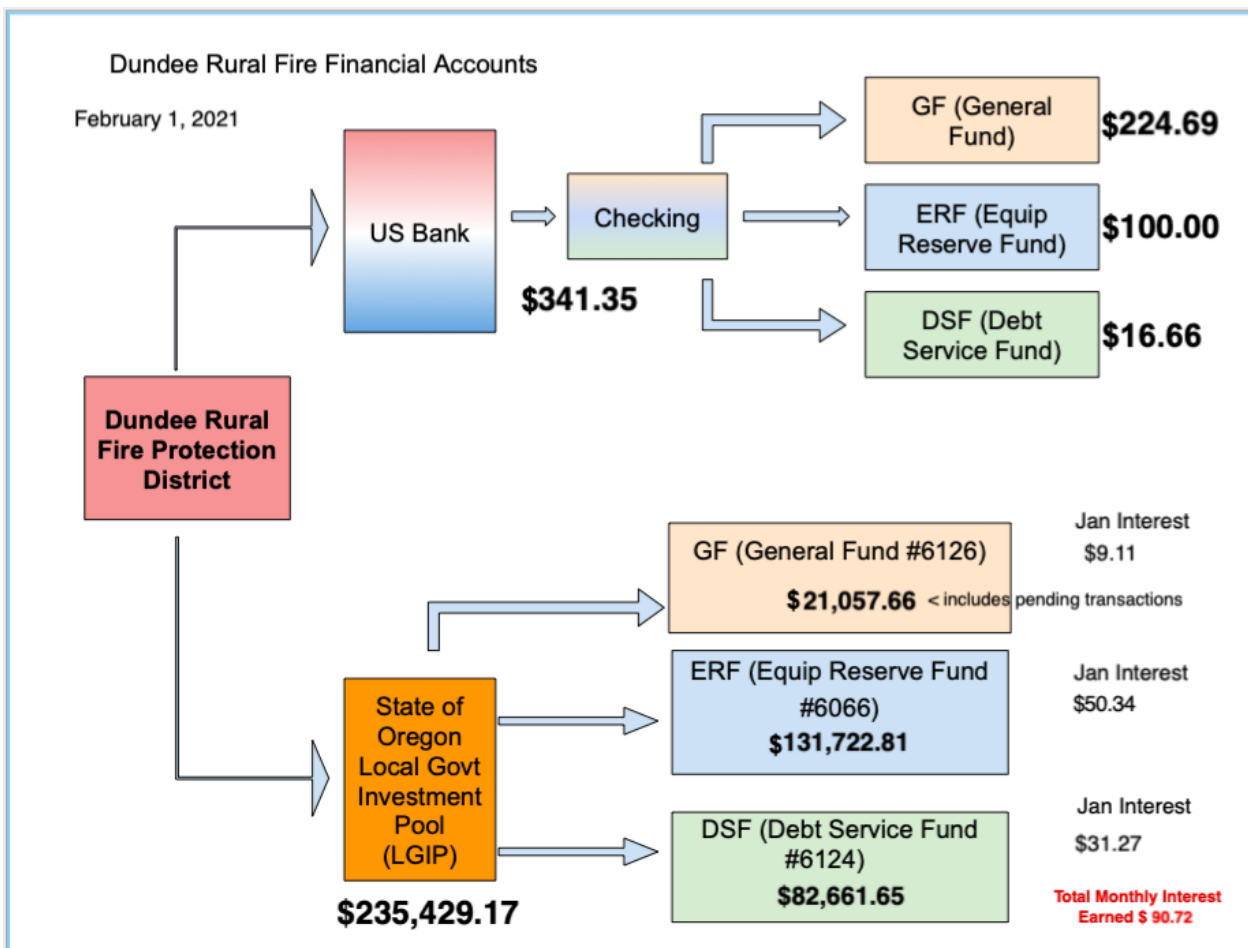 Dundee Rural Fire Financial Accounts
February 1, 2021
US Bank
$341.35
Checking
GF (General
Fund)
$224.69
ERF (Equip
Reserve Fund)
$100.00
DSF (Debt
Service Fund)
$16.66
Dundee Rural
Fire Protection
District
State of
Oregon
Local Govt
Investment
Pool
(LGIP)
$235,429.17
GF (General Fund #6126)
$21,057.66 < includes pending transactions
Jan Interest
$9.11
ERF (Equip Reserve Fund
#6066)
$131,722.81
Jan Interest
$50.34
DSF (Debt Service Fund
#6124)
$82,661.65
Jan Interest
$31.27
Total Monthly Interest
Earned $ 90.72